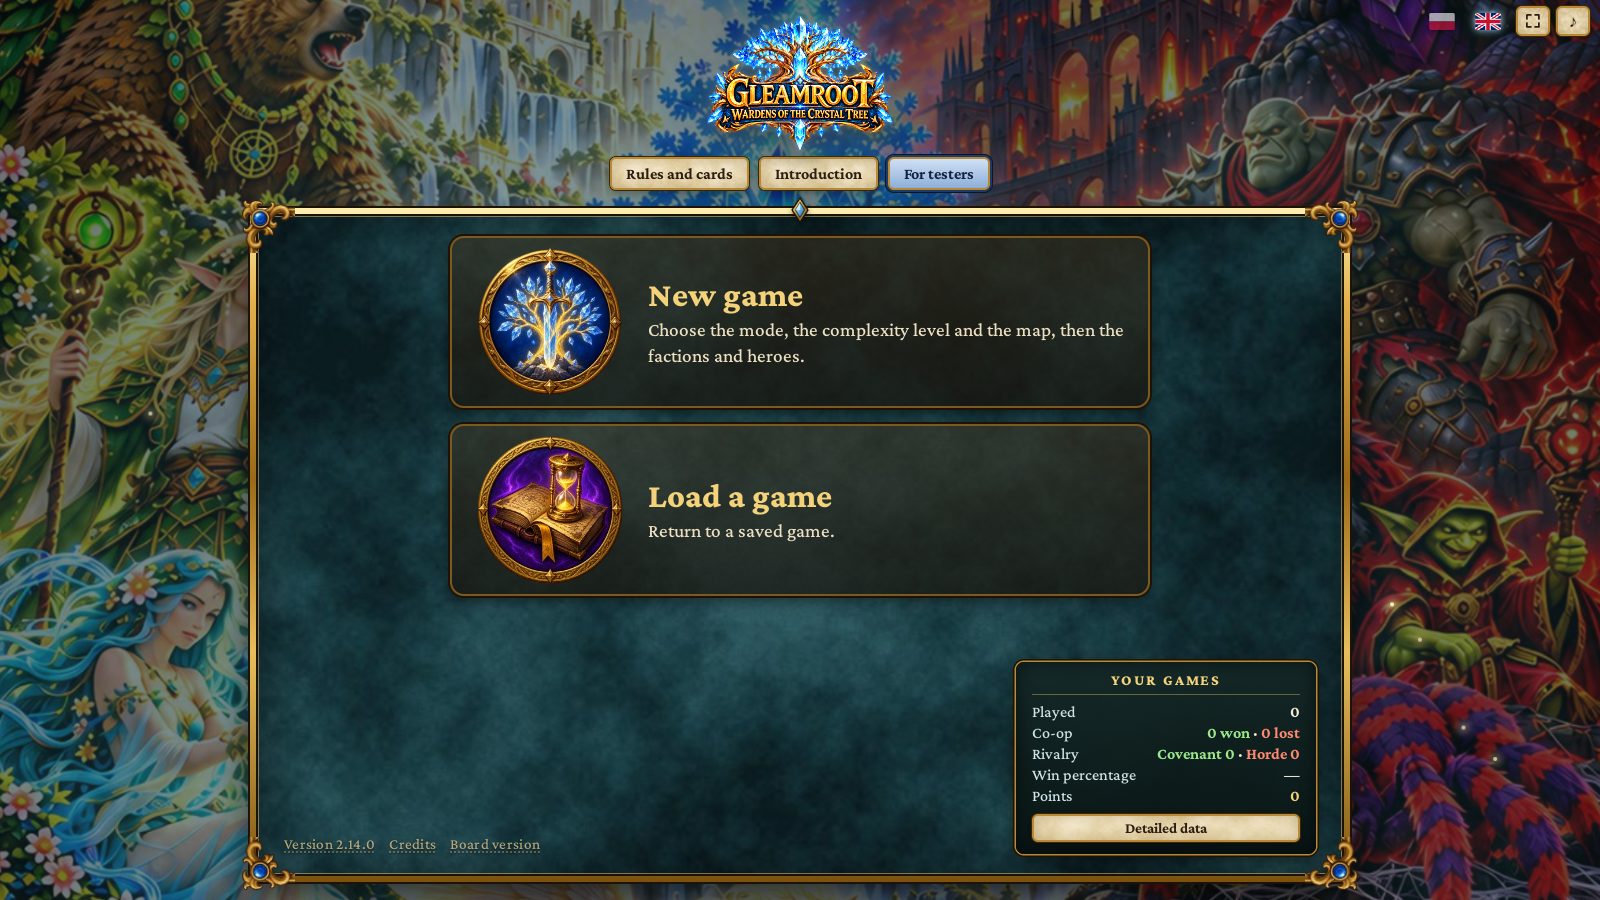 GLEAMROOT
WARDENS OF THE CRYSTAL TREE
Rules and cards
Introduction
For testers
New game
Choose the mode, the complexity level and the map, then the
factions and heroes.
Load a game
Return to a saved game.
YOUR GAMES
Played 0
Co-op 0 won • 0 lost
Rivalry Covenant 0 • Horde 0
Win percentage —
Points 0
Detailed data
Version 2.14.0 Credits Board version